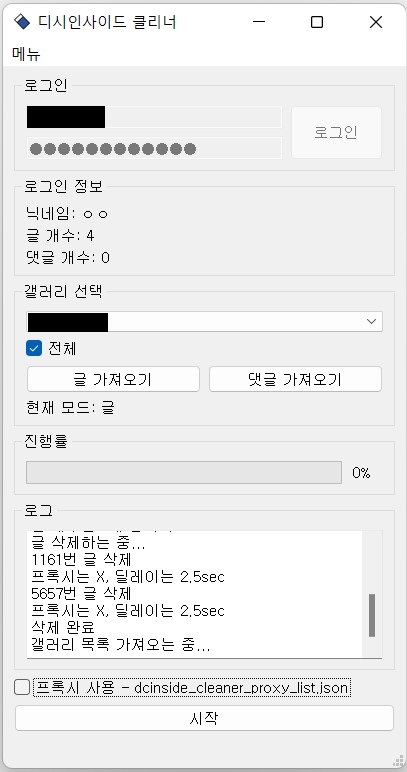 디시인사이드 클리너
메뉴
로그인
로그인
로그인 정보
닉네임: ㅇㅇ
글 개수: 4
댓글 개수: 0
갤러리 선택
전체
글 가져오기
댓글 가져오기
현재 모드: 글
진행률
0%
로그
글 삭제하는 중...
1161번 글 삭제
프록시는 X, 딜레이는 2.5sec
5657번 글 삭제
프록시는 X, 딜레이는 2.5sec
삭제 완료
갤러리 목록 가져오는 중...
프록시 사용 - dcinside_cleaner_proxy_list.json
시작